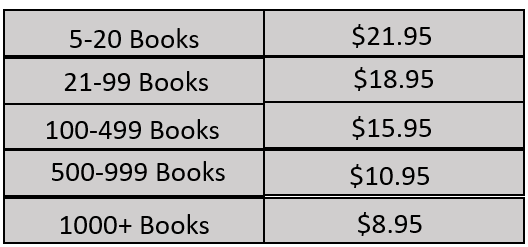 5-20 Books $21.95
21-99 Books $18.95
100-499 Books $15.95
500-999 Books $10.95
1000+ Books $8.95